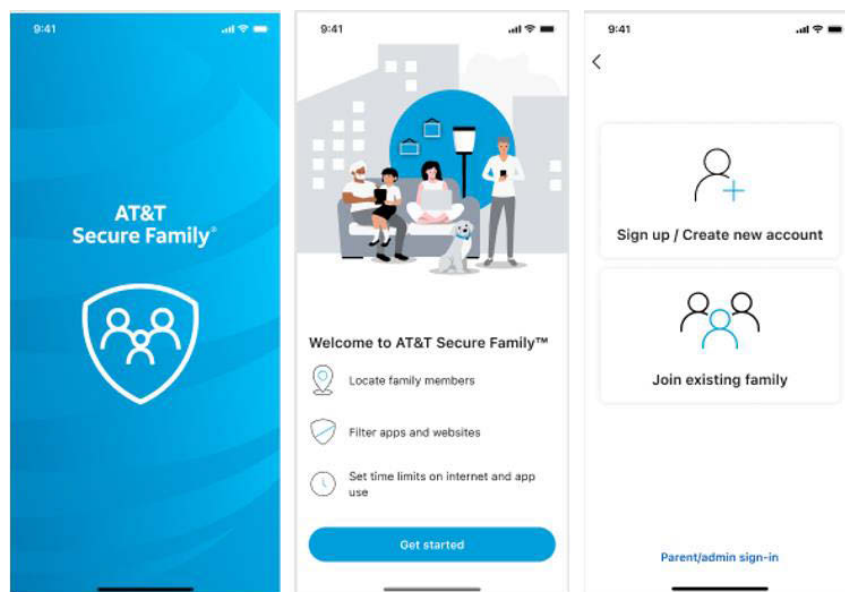 9:41
AT&T
Secure Family®
9:41
Welcome to AT&T Secure Family™
Locate family members
Filter apps and websites
Set time limits on internet and app
use
Get started
9:41
Sign up / Create new account
Join existing family
Parent/admin sign-in